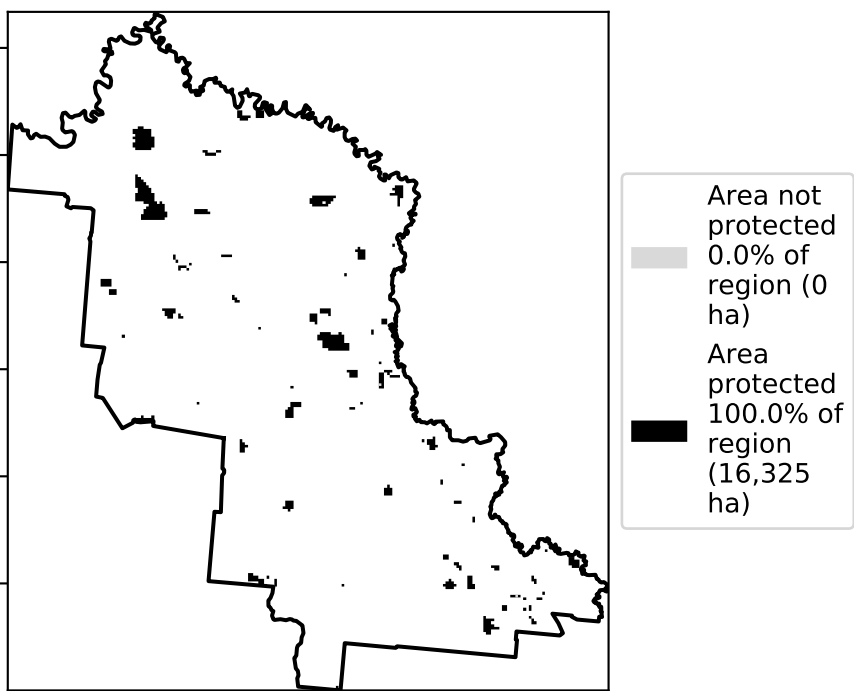 Area not
protected
0.0% of
region (0
ha)
Area
protected
100.0% of
region
(16,325
ha)